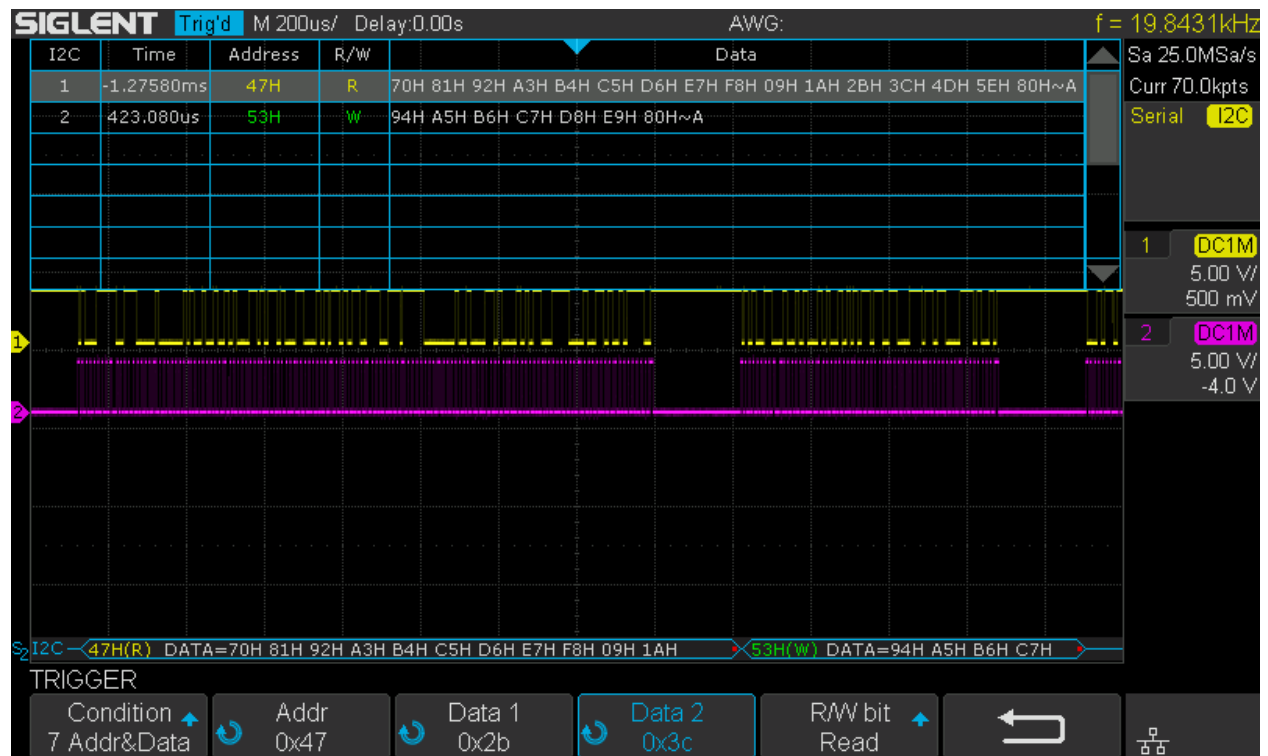 SIGLENT Trig'd M 200us/ Delay:0.00s AWG: f = 19.8431kHz
I2C Time Address R/W Data
Sa 25.0MSa/s
1 -1.27580ms 47H R 70H 81H 92H A3H B4H C5H D6H E7H F8H 09H 1AH 2BH 3CH 4DH 5EH 80H~A
Curr 70.0kpts
2 423.080us 53H W 94H A5H B6H C7H D8H E9H 80H~A
Serial I2C
1 DC1M
5.00 V/
500 mV
2 DC1M
5.00 V/
-4.0 V
1
2
S2 I2C 47H(R) DATA=70H 81H 92H A3H B4H C5H D6H E7H F8H 09H 1AH 53H(W) DATA=94H A5H B6H C7H
TRIGGER
Condition Addr Data 1 Data 2 R/W bit
7 Addr&Data 0x47 0x2b 0x3c Read